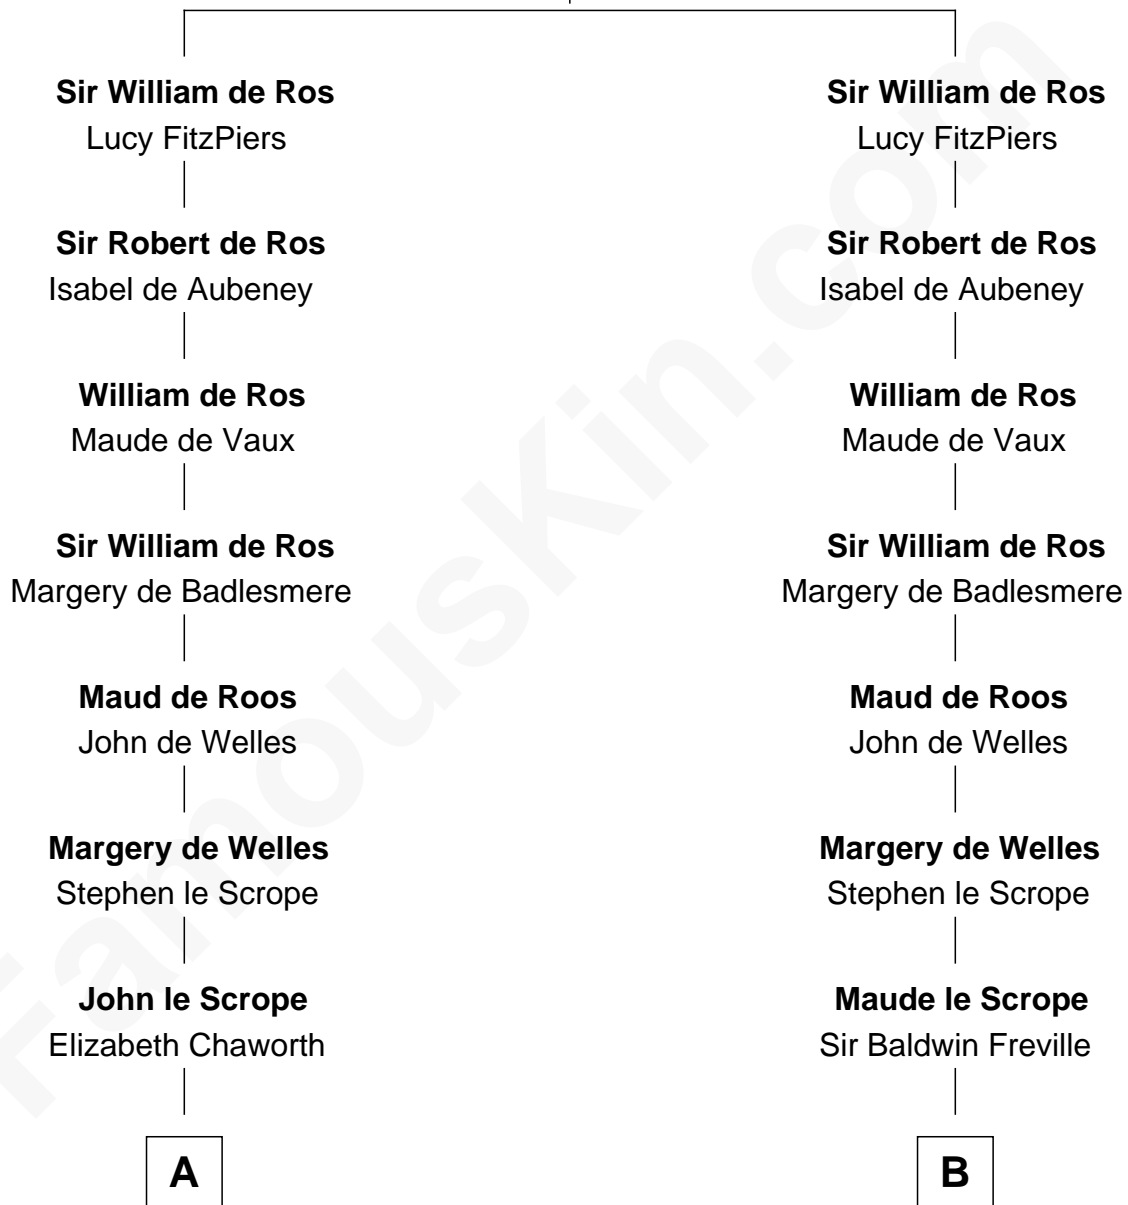 Sir William de Ros
Lucy FitzPiers
Sir Robert de Ros
Isabel de Aubeney
William de Ros
Maude de Vaux
Sir William de Ros
Margery de Badlesmere
Maud de Roos
John de Welles
Margery de Welles
Stephen le Scrope
John le Scrope
Elizabeth Chaworth
A
Sir William de Ros
Lucy FitzPiers
Sir Robert de Ros
Isabel de Aubeney
William de Ros
Maude de Vaux
Sir William de Ros
Margery de Badlesmere
Maud de Roos
John de Welles
Margery de Welles
Stephen le Scrope
Maude le Scrope
Sir Baldwin Freville
B
FamousKin.com